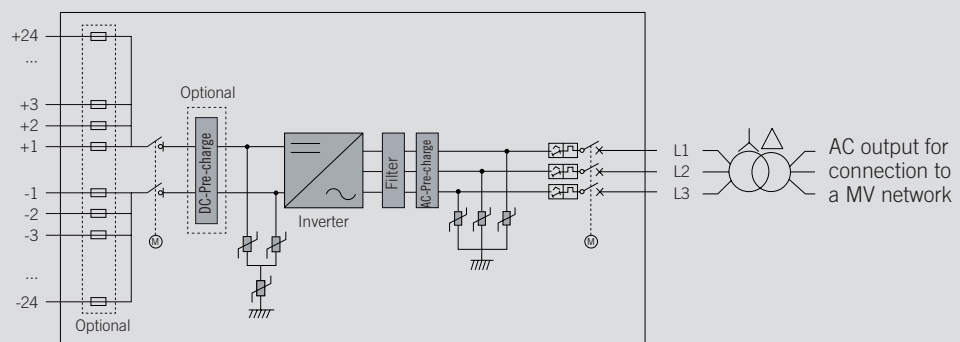 +24
...
+3
+2
+1
-1
-2
-3
...
-24
Optional
Optional
DC-Pre-charge
M
Inverter
Filter
AC-Pre-charge
M
L1
L2
L3
AC output for
connection to
a MV network